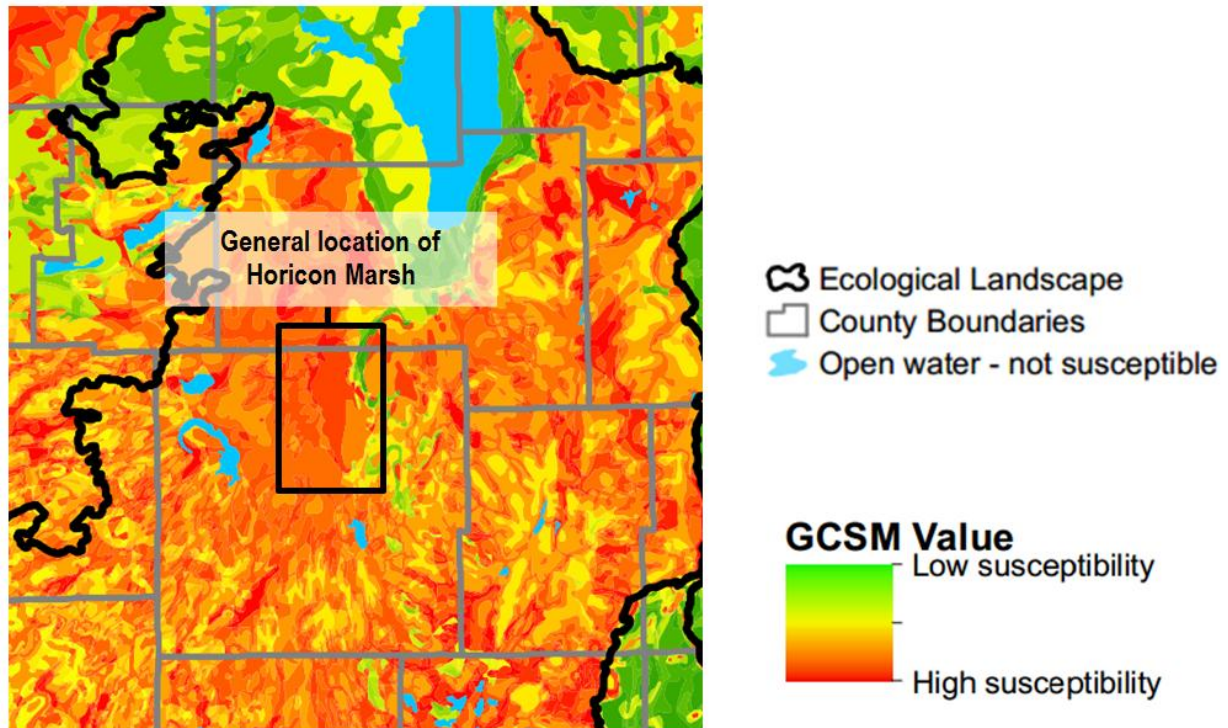 General location of
Horicon Marsh
Ecological Landscape
County Boundaries
Open water - not susceptible
GCSM Value
Low susceptibility
High susceptibility